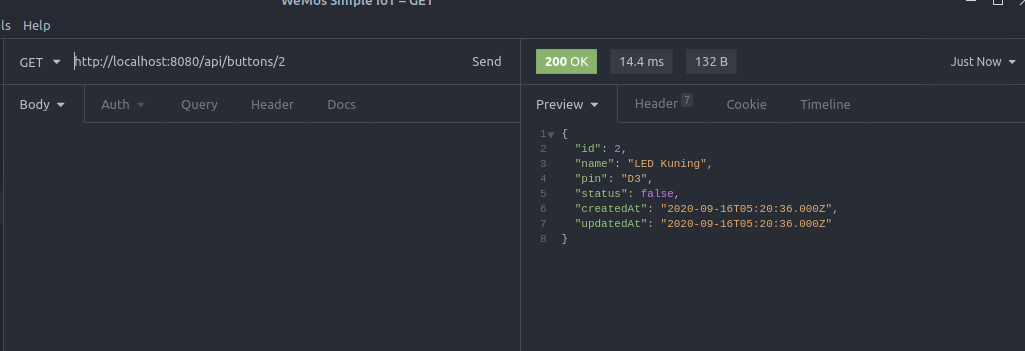 WeMos Simple IoT – GET
ls Help
GET http://localhost:8080/api/buttons/2 Send
200 OK 14.4 ms 132 B Just Now
Body Auth Query Header Docs
Preview Header 7 Cookie Timeline
1 {
2 "id": 2,
3 "name": "LED Kuning",
4 "pin": "D3",
5 "status": false,
6 "createdAt": "2020-09-16T05:20:36.000Z",
7 "updatedAt": "2020-09-16T05:20:36.000Z"
8 }